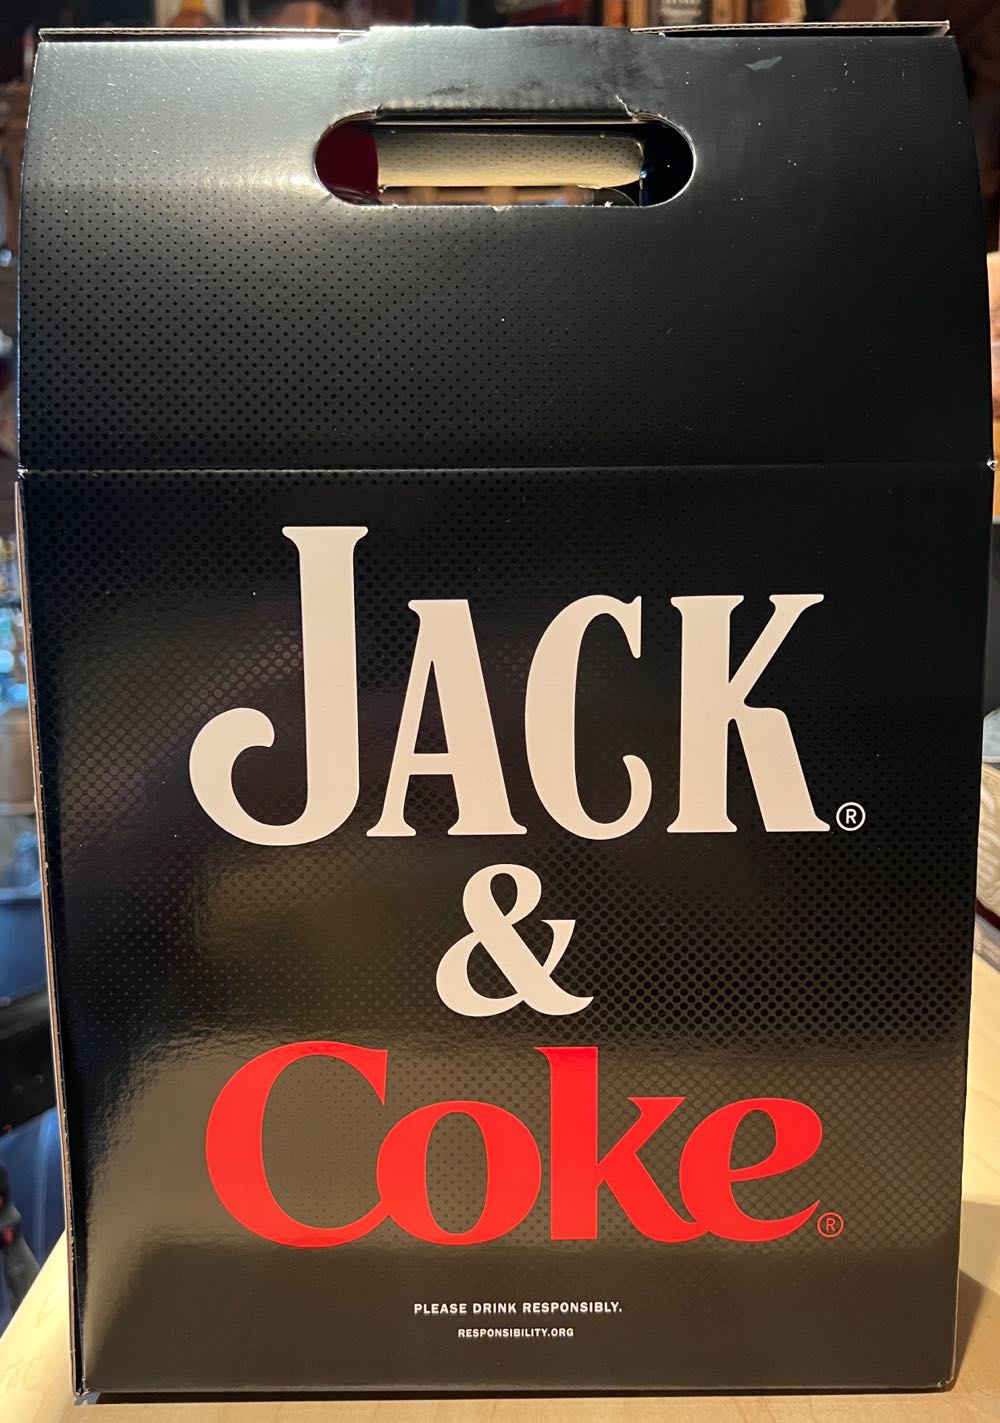 JACK®
&
Coke®
PLEASE DRINK RESPONSIBLY.
RESPONSIBILITY.ORG